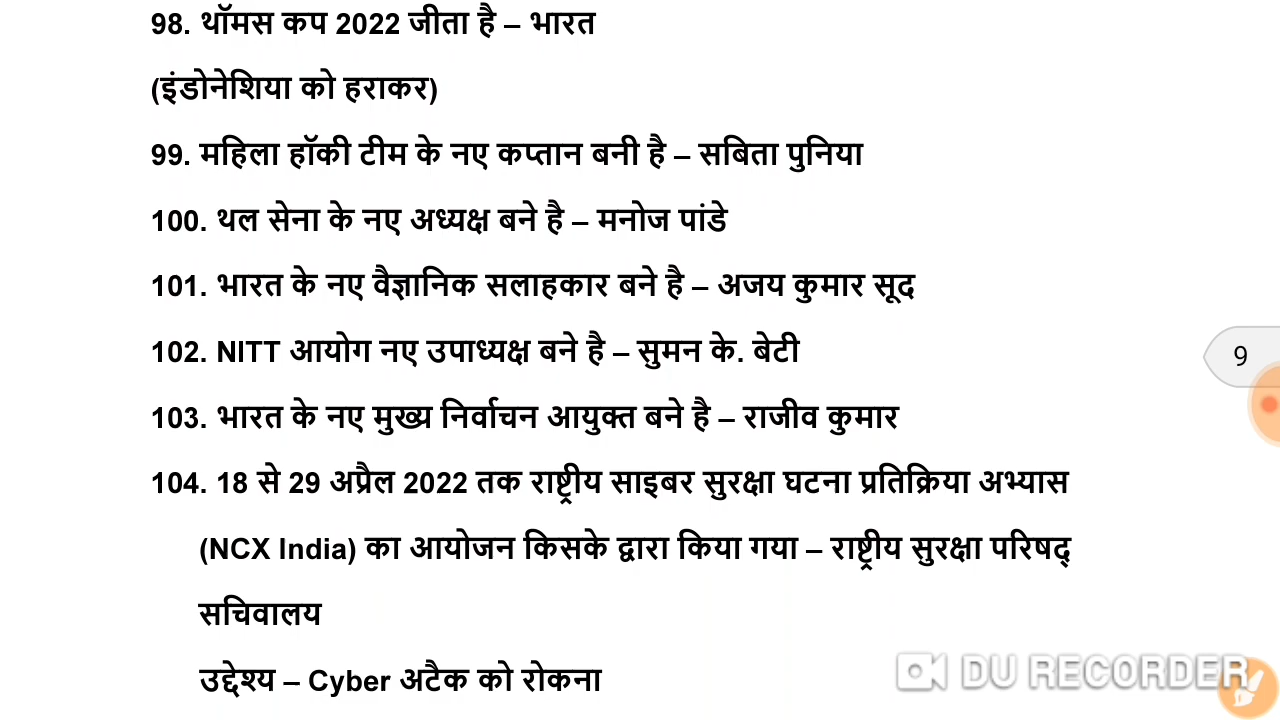 98. थॉमस कप 2022 जीता है – भारत
(इंडोनेशिया को हराकर)
99. महिला हॉकी टीम के नए कप्तान बनी है – सबिता पुनिया
100. थल सेना के नए अध्यक्ष बने है – मनोज पांडे
101. भारत के नए वैज्ञानिक सलाहकार बने है – अजय कुमार सूद
102. NITT आयोग नए उपाध्यक्ष बने है – सुमन के. बेटी
103. भारत के नए मुख्य निर्वाचन आयुक्त बने है – राजीव कुमार
104. 18 से 29 अप्रैल 2022 तक राष्ट्रीय साइबर सुरक्षा घटना प्रतिक्रिया अभ्यास
(NCX India) का आयोजन किसके द्वारा किया गया – राष्ट्रीय सुरक्षा परिषद्
सचिवालय
उद्देश्य – Cyber अटैक को रोकना
9
DU RECORDER